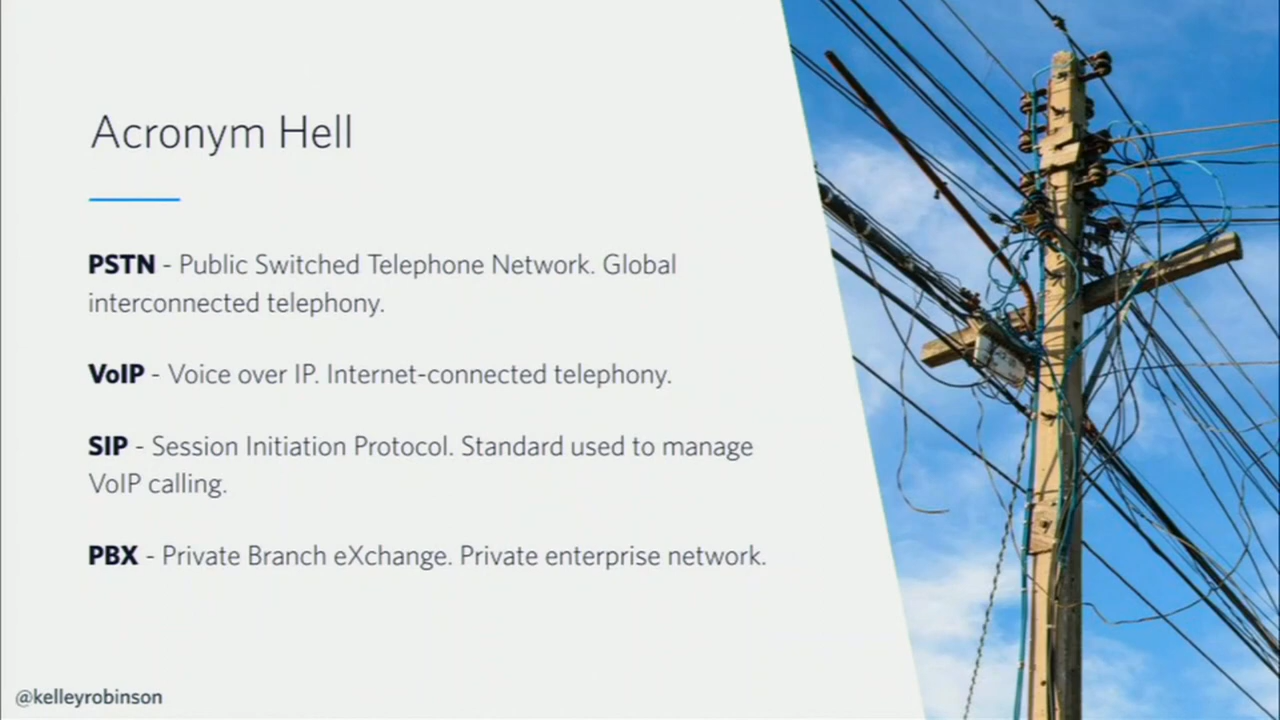 Acronym Hell
PSTN - Public Switched Telephone Network. Global
interconnected telephony.
VoIP - Voice over IP. Internet-connected telephony.
SIP - Session Initiation Protocol. Standard used to manage
VoIP calling.
PBX - Private Branch eXchange. Private enterprise network.
@kelleyrobinson